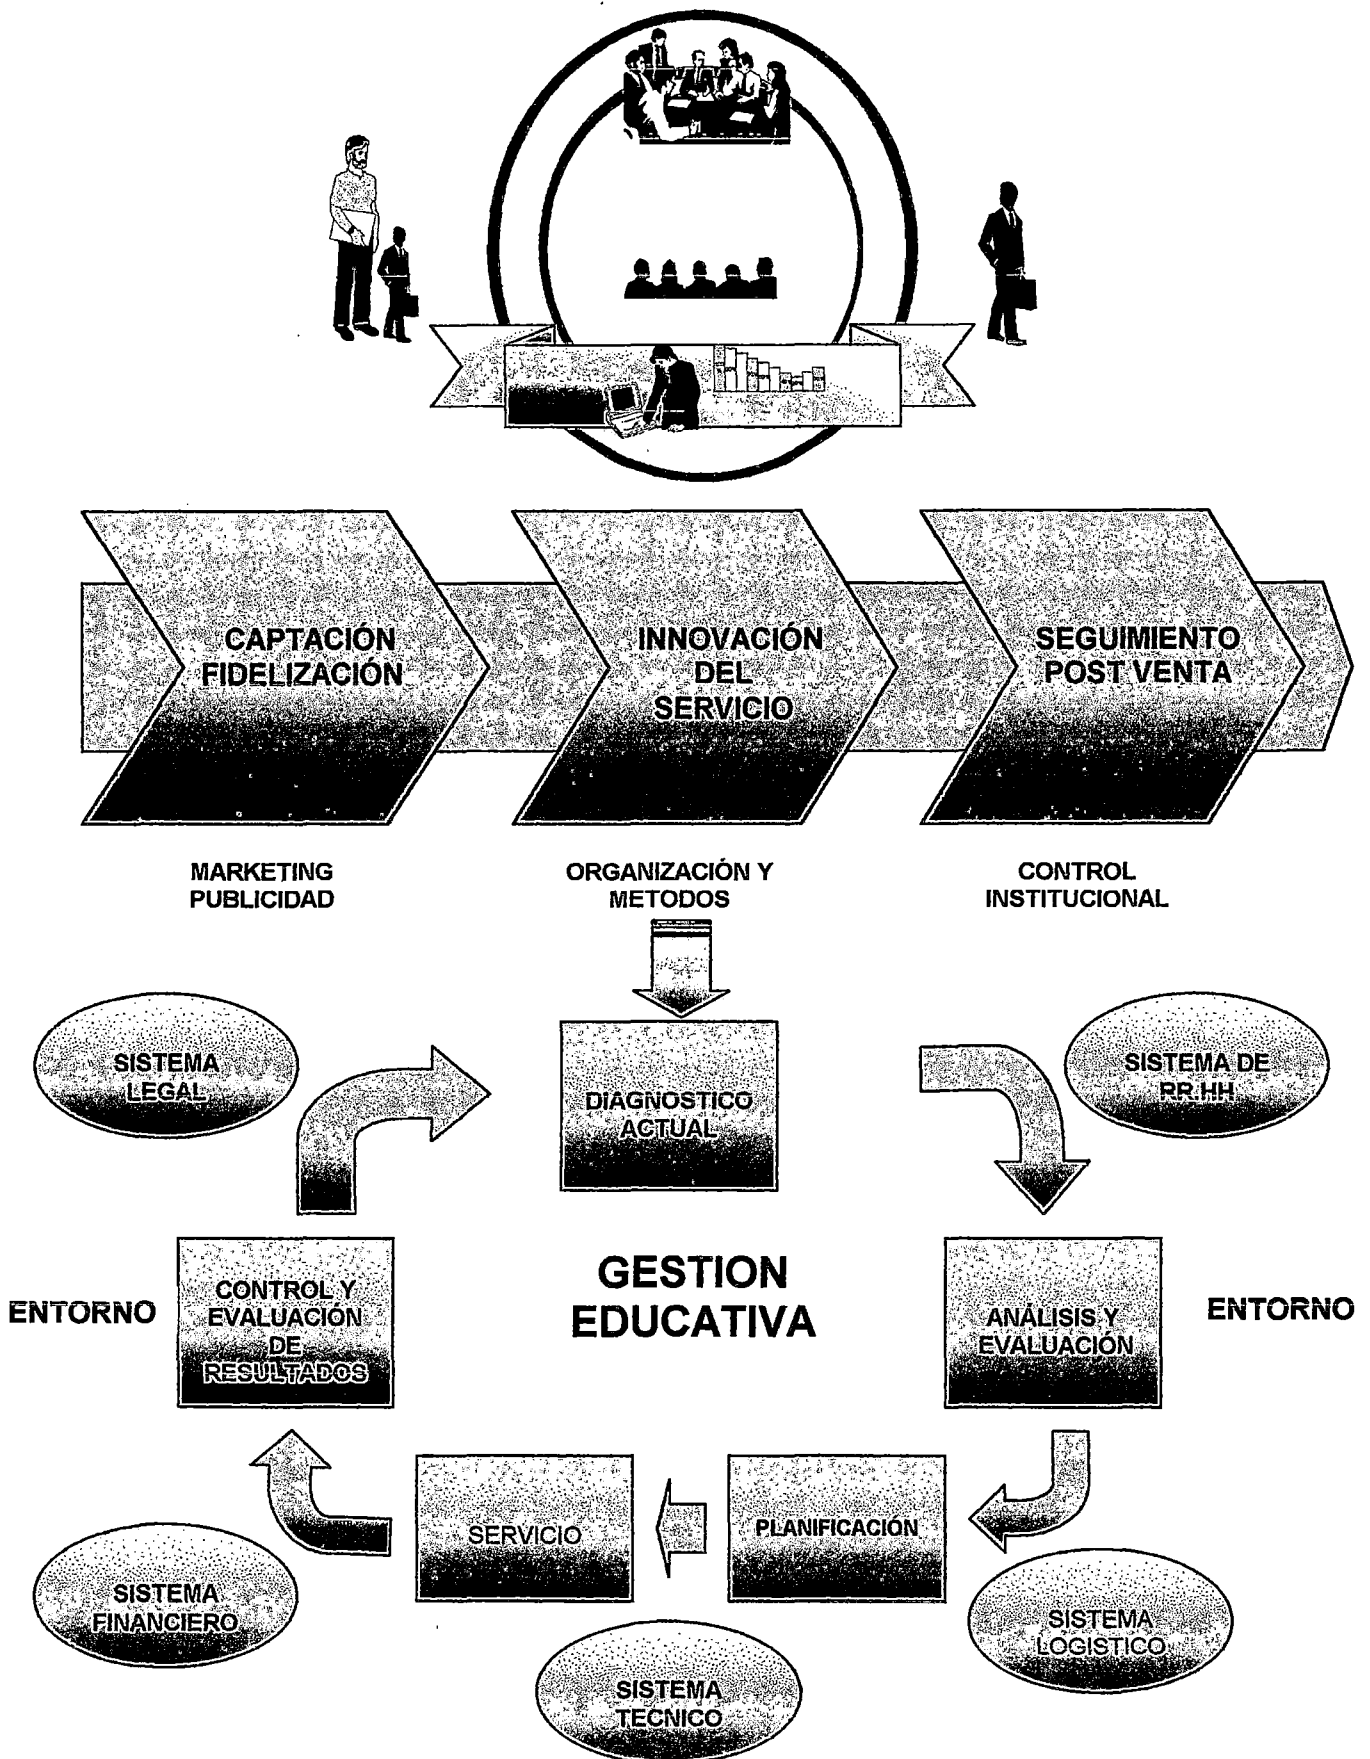 CAPTACIÓN
FIDELIZACIÓN
INNOVACIÓN
DEL
SERVICIO
SEGUIMIENTO
POST VENTA
MARKETING
PUBLICIDAD
ORGANIZACIÓN Y
METODOS
CONTROL
INSTITUCIONAL
SISTEMA
LEGAL
DIAGNOSTICO
ACTUAL
SISTEMA DE
RR.HH
ENTORNO
CONTROL Y
EVALUACIÓN
DE
RESULTADOS
GESTION
EDUCATIVA
ANÁLISIS Y
EVALUACIÓN
ENTORNO
SERVICIO
PLANIFICACIÓN
SISTEMA
FINANCIERO
SISTEMA
TECNICO
SISTEMA
LOGISTICO